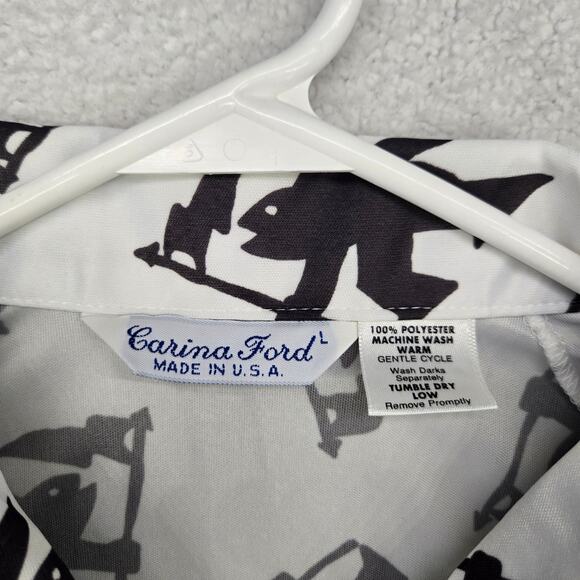 Carina Ford L
MADE IN U.S.A.
100% POLYESTER
MACHINE WASH
WARM
GENTLE CYCLE
Wash Darks
Separately
TUMBLE DRY
LOW
Remove Promptly